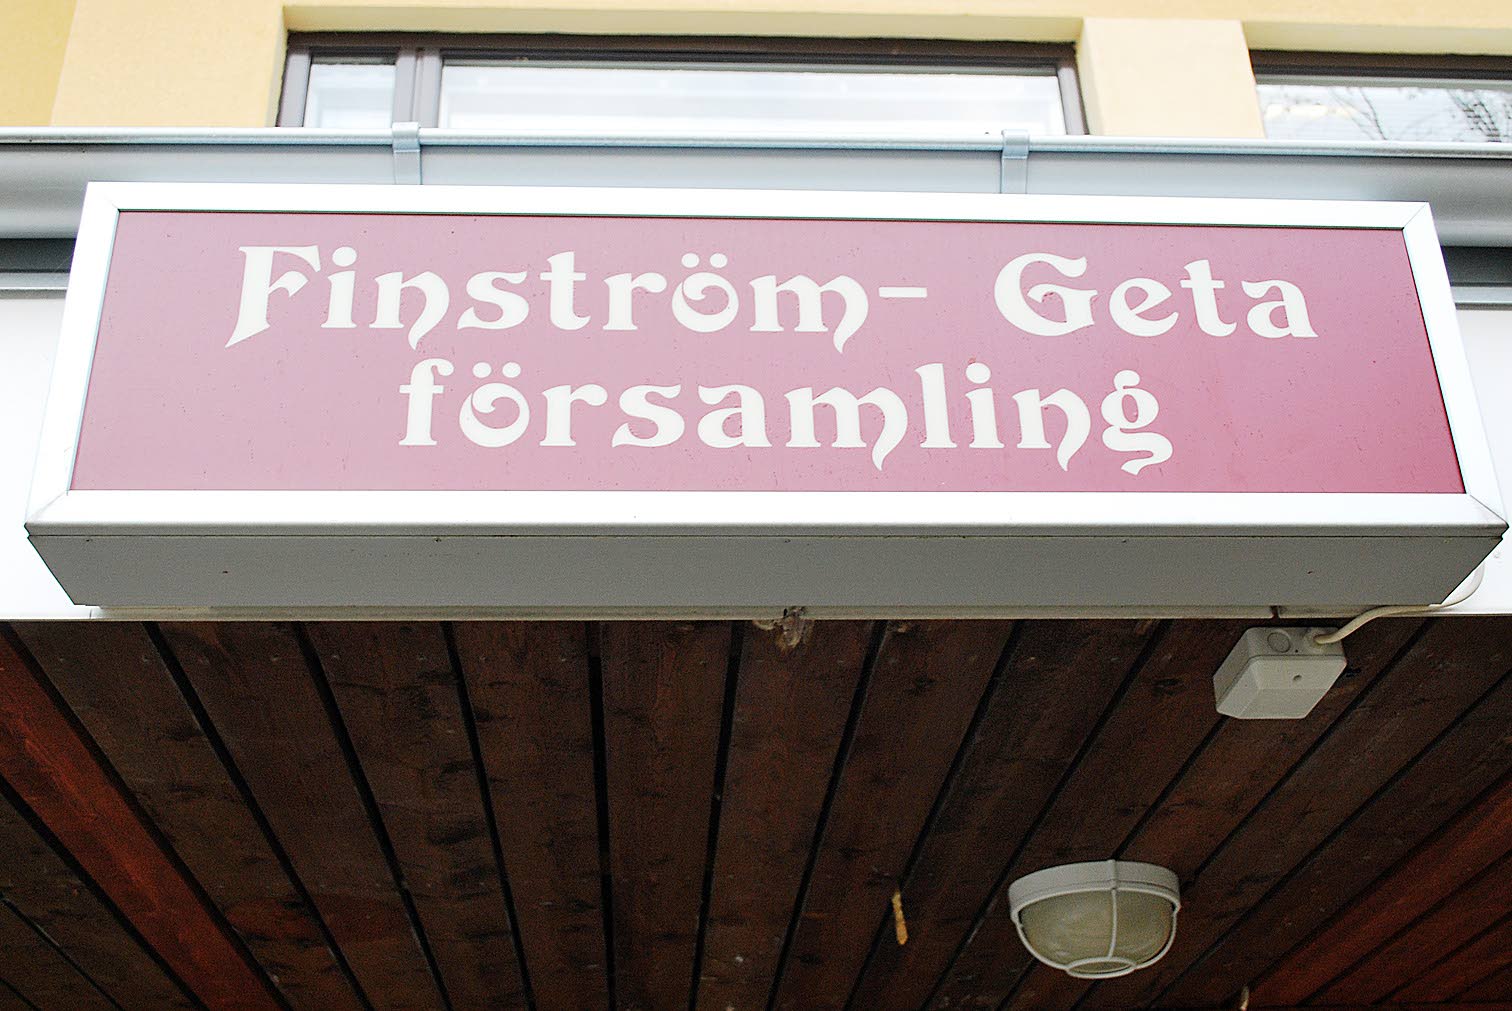 Finström- Geta
församling